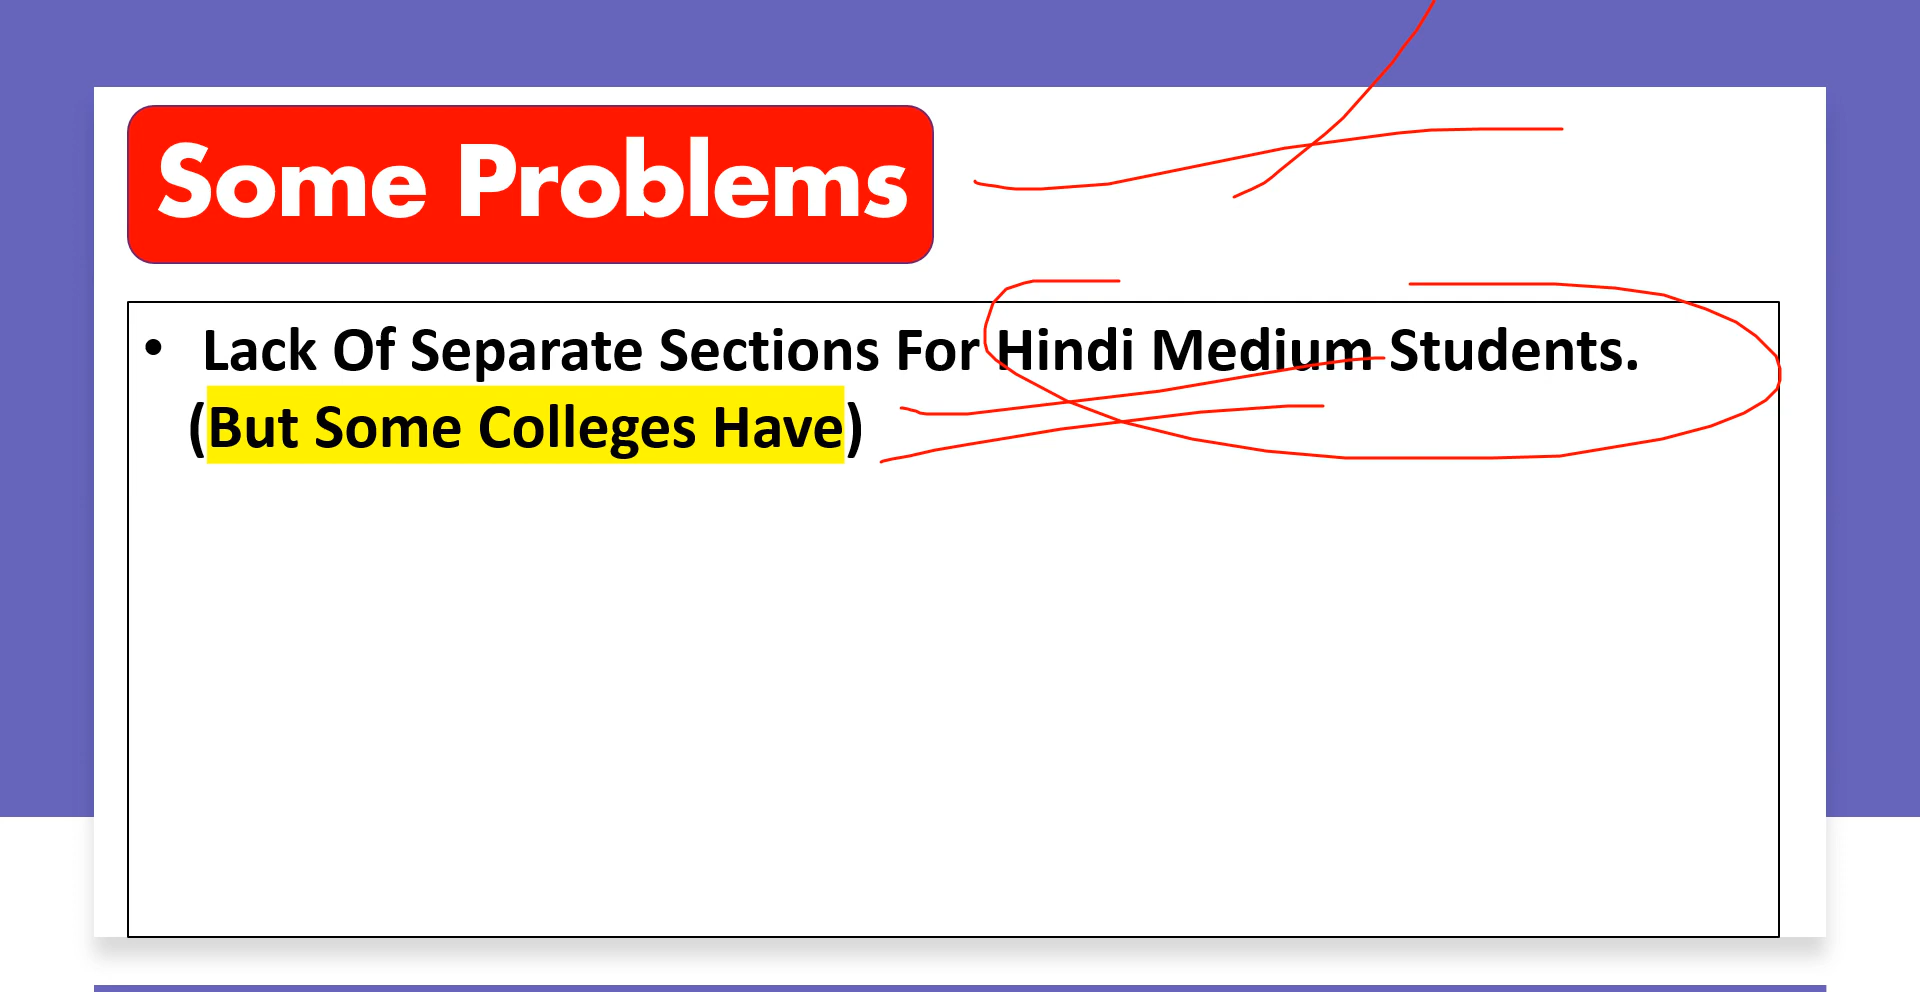 Some Problems
• Lack Of Separate Sections For Hindi Medium Students.
(But Some Colleges Have)